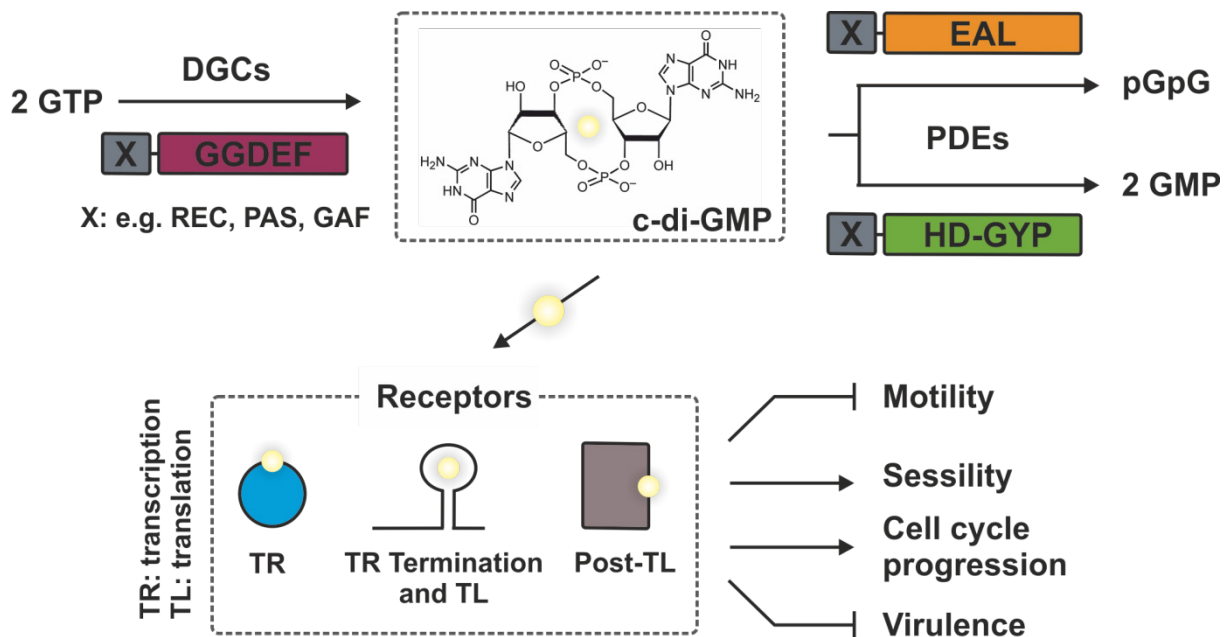 DGCs
2 GTP
X
GGDEF
X: e.g. REC, PAS, GAF
O
O
O⁻
P
O
HO
O
O
N
N
O
NH
N
NH₂
N
N
O
NH
N
H₂N
N
O
O
O
P
O
O⁻
OH
c-di-GMP
X
EAL
pGpG
PDEs
2 GMP
X
HD-GYP
Receptors
TR: transcription
TL: translation
TR
TR Termination
and TL
Post-TL
Motility
Sessility
Cell cycle
progression
Virulence